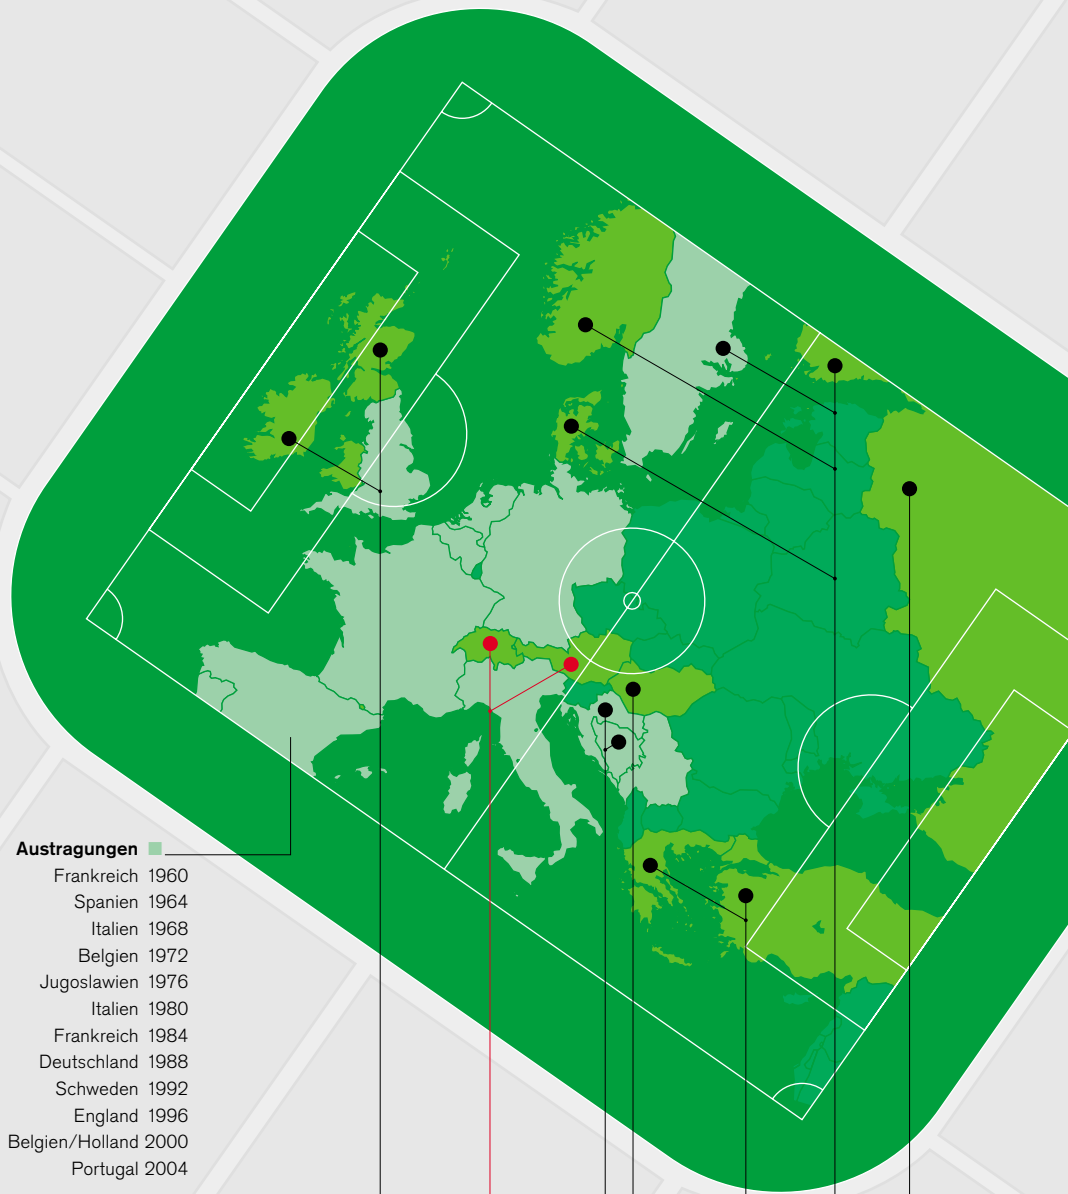 Austragungen
Frankreich 1960
Spanien 1964
Italien 1968
Belgien 1972
Jugoslawien 1976
Italien 1980
Frankreich 1984
Deutschland 1988
Schweden 1992
England 1996
Belgien/Holland 2000
Portugal 2004